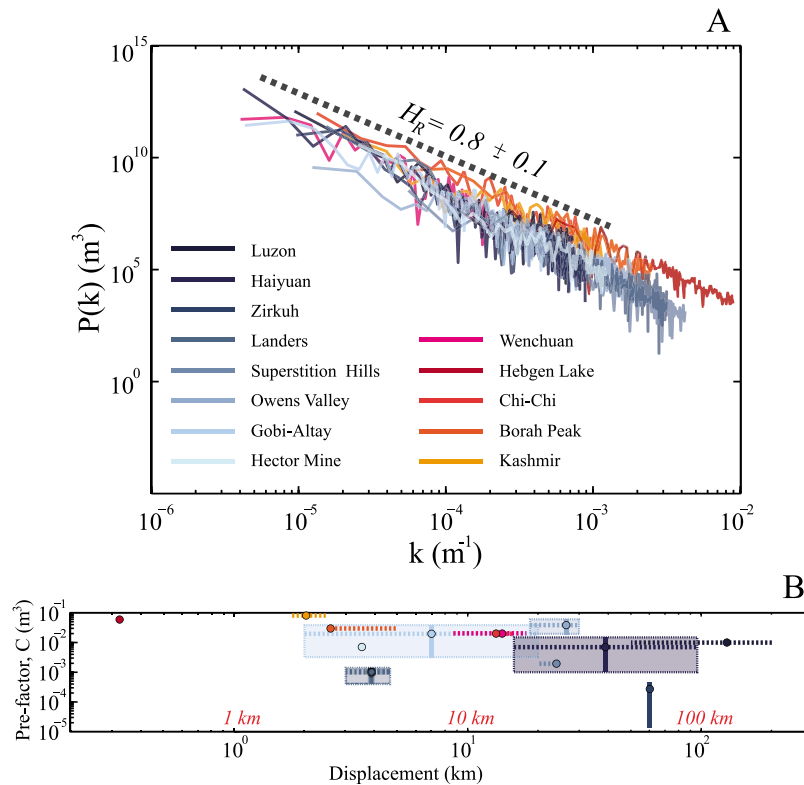 A
10^15
10^10
10^5
10^0
P(k) (m^3)
H_R = 0.8 ± 0.1
Luzon
Haiyuan
Zirkuh
Landers
Superstition Hills
Owens Valley
Gobi-Altay
Hector Mine
Wenchuan
Hebgen Lake
Chi-Chi
Borah Peak
Kashmir
10^-6
10^-5
10^-4
10^-3
10^-2
k (m^-1)
B
10^-1
10^-2
10^-3
10^-4
10^-5
Pre-factor, C (m^3)
1 km
10 km
100 km
10^0
10^1
10^2
Displacement (km)